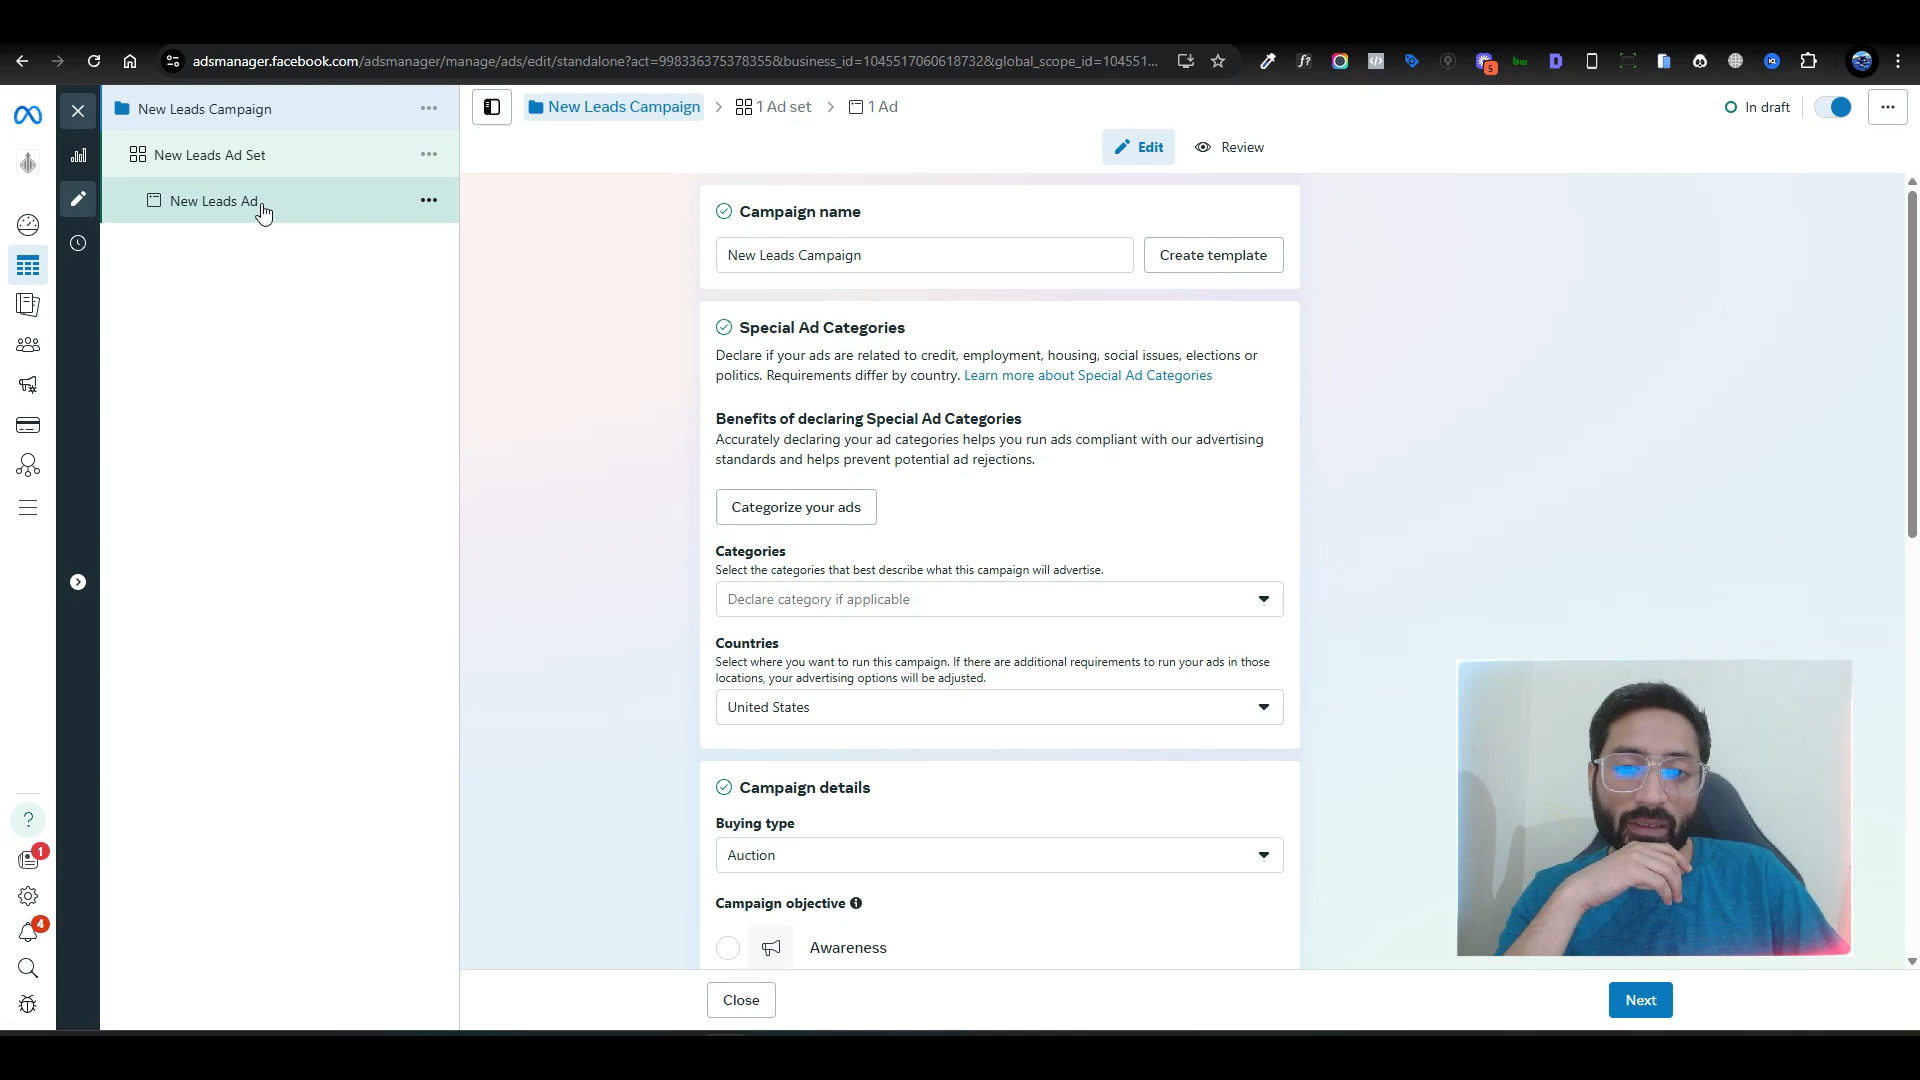 adsmanager.facebook.com/adsmanager/manage/ads/edit/standalone?act=998336375378355&business_id=1045517060618732&global_scope_id=104551...
f?
5
bw
D
New Leads Campaign
New Leads Ad Set
New Leads Ad
New Leads Campaign
1 Ad set
1 Ad
In draft
Edit
Review
Campaign name
New Leads Campaign
Create template
Special Ad Categories
Declare if your ads are related to credit, employment, housing, social issues, elections or
politics. Requirements differ by country. Learn more about Special Ad Categories
Benefits of declaring Special Ad Categories
Accurately declaring your ad categories helps you run ads compliant with our advertising
standards and helps prevent potential ad rejections.
Categorize your ads
Categories
Select the categories that best describe what this campaign will advertise.
Declare category if applicable
Countries
Select where you want to run this campaign. If there are additional requirements to run your ads in those
locations, your advertising options will be adjusted.
United States
Campaign details
Buying type
Auction
Campaign objective
Awareness
?
1
4
Close
Next